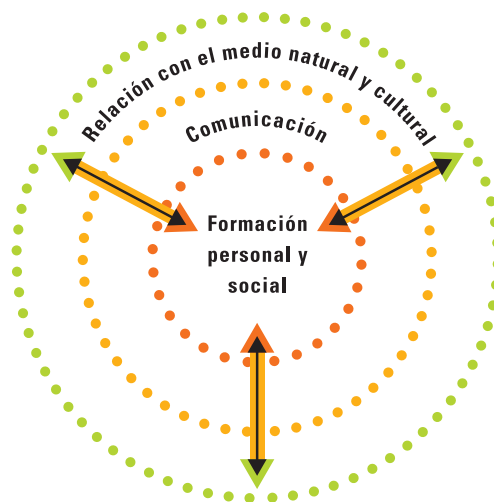 Relación con el medio natural y cultural
Comunicación
Formación
personal y
social